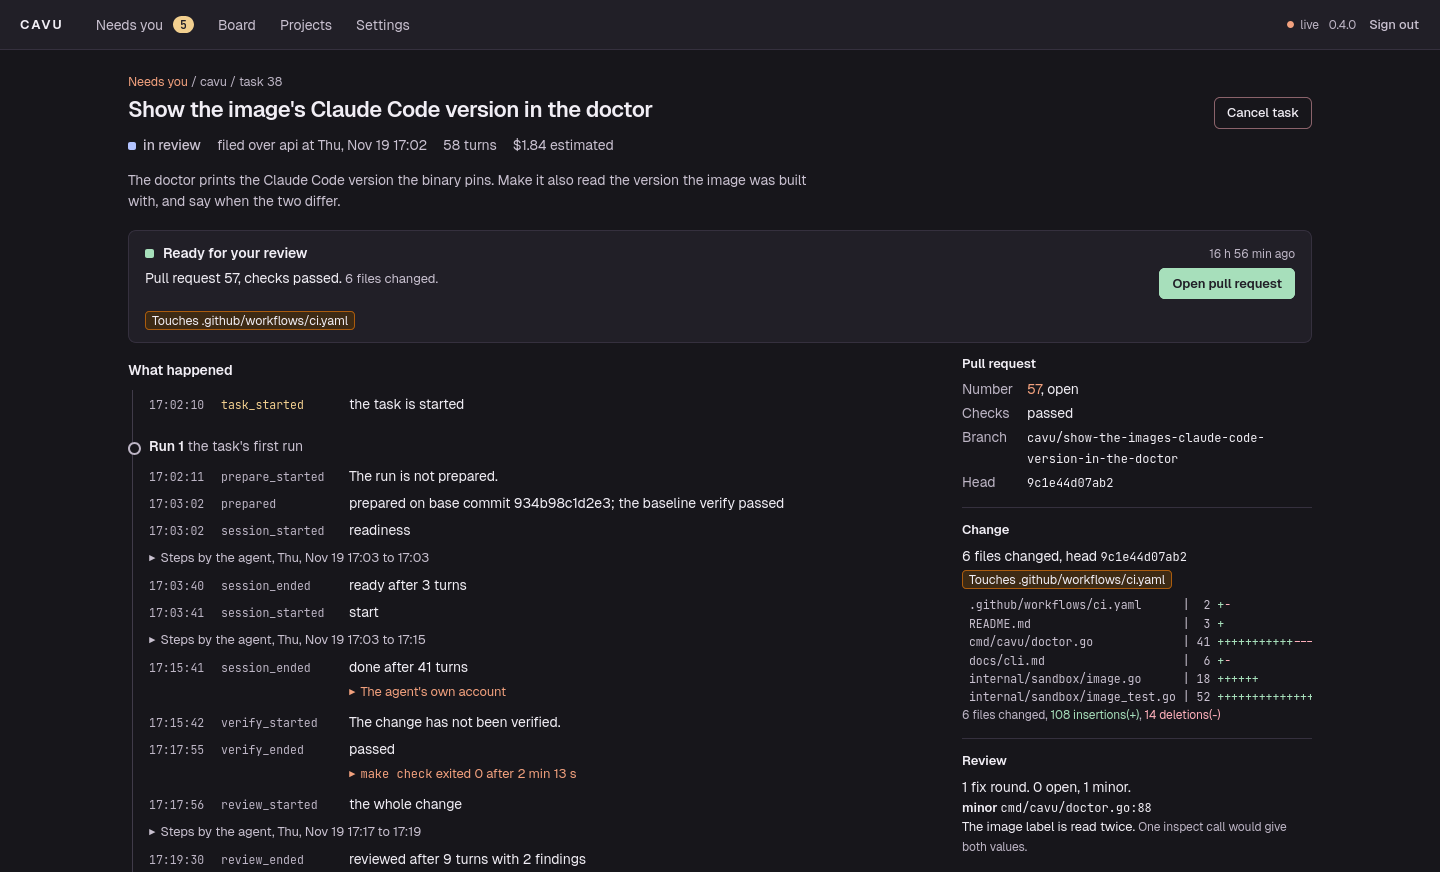 CAVU Needs you 5 Board Projects Settings live 0.4.0 Sign out
Needs you / cavu / task 38
Show the image's Claude Code version in the doctor
Cancel task
in review filed over api at Thu, Nov 19 17:02 58 turns $1.84 estimated
The doctor prints the Claude Code version the binary pins. Make it also read the version the image was built
with, and say when the two differ.
Ready for your review
16 h 56 min ago
Pull request 57, checks passed. 6 files changed.
Open pull request
Touches .github/workflows/ci.yaml
What happened
17:02:10 task_started the task is started
Run 1 the task's first run
17:02:11 prepare_started The run is not prepared.
17:03:02 prepared prepared on base commit 934b98c1d2e3; the baseline verify passed
17:03:02 session_started readiness
▸ Steps by the agent, Thu, Nov 19 17:03 to 17:03
17:03:40 session_ended ready after 3 turns
17:03:41 session_started start
▸ Steps by the agent, Thu, Nov 19 17:03 to 17:15
17:15:41 session_ended done after 41 turns
▸ The agent's own account
17:15:42 verify_started The change has not been verified.
17:17:55 verify_ended passed
▸ make check exited 0 after 2 min 13 s
17:17:56 review_started the whole change
▸ Steps by the agent, Thu, Nov 19 17:17 to 17:19
17:19:30 review_ended reviewed after 9 turns with 2 findings
Pull request
Number 57, open
Checks passed
Branch cavu/show-the-images-claude-code-
version-in-the-doctor
Head 9c1e44d07ab2
Change
6 files changed, head 9c1e44d07ab2
Touches .github/workflows/ci.yaml
.github/workflows/ci.yaml | 2 +-
README.md | 3 +
cmd/cavu/doctor.go | 41 +++++++++++---
docs/cli.md | 6 +-
internal/sandbox/image.go | 18 ++++++
internal/sandbox/image_test.go | 52 ++++++++++++++
6 files changed, 108 insertions(+), 14 deletions(-)
Review
1 fix round. 0 open, 1 minor.
minor cmd/cavu/doctor.go:88
The image label is read twice. One inspect call would give
both values.